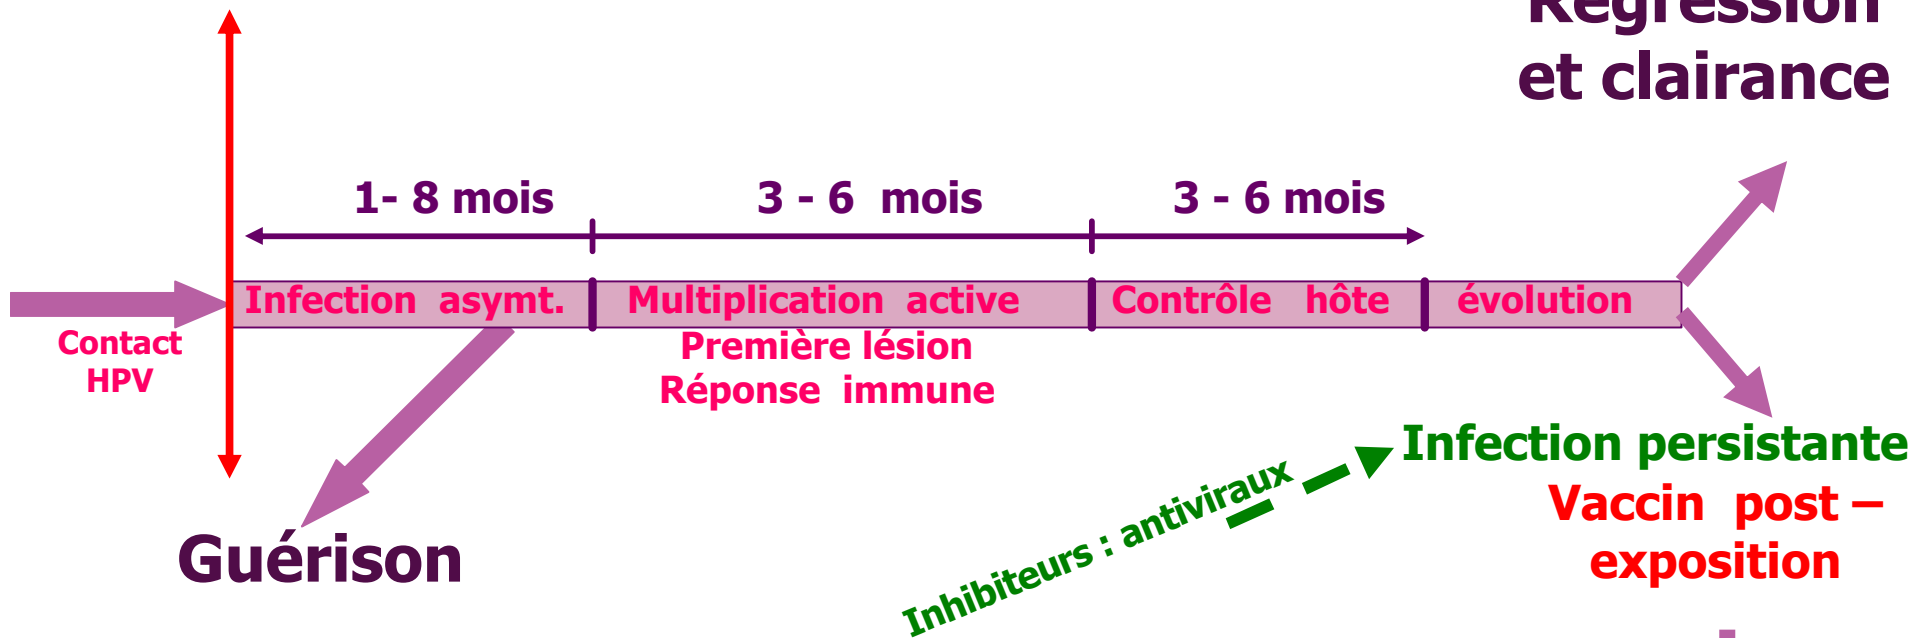 Régression
et clairance
1- 8 mois
3 - 6 mois
3 - 6 mois
Infection asymt.
Multiplication active
Contrôle hôte
évolution
Contact
HPV
Première lésion
Réponse immune
Guérison
Inhibiteurs : antiviraux
Infection persistante
Vaccin post –
exposition